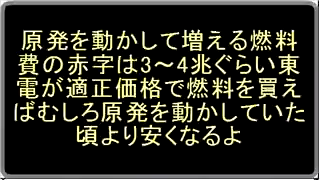 原発を動かして増える燃料
費の赤字は3〜4兆ぐらい東
電が適正価格で燃料を買え
ばむしろ原発を動かしていた
頃より安くなるよ